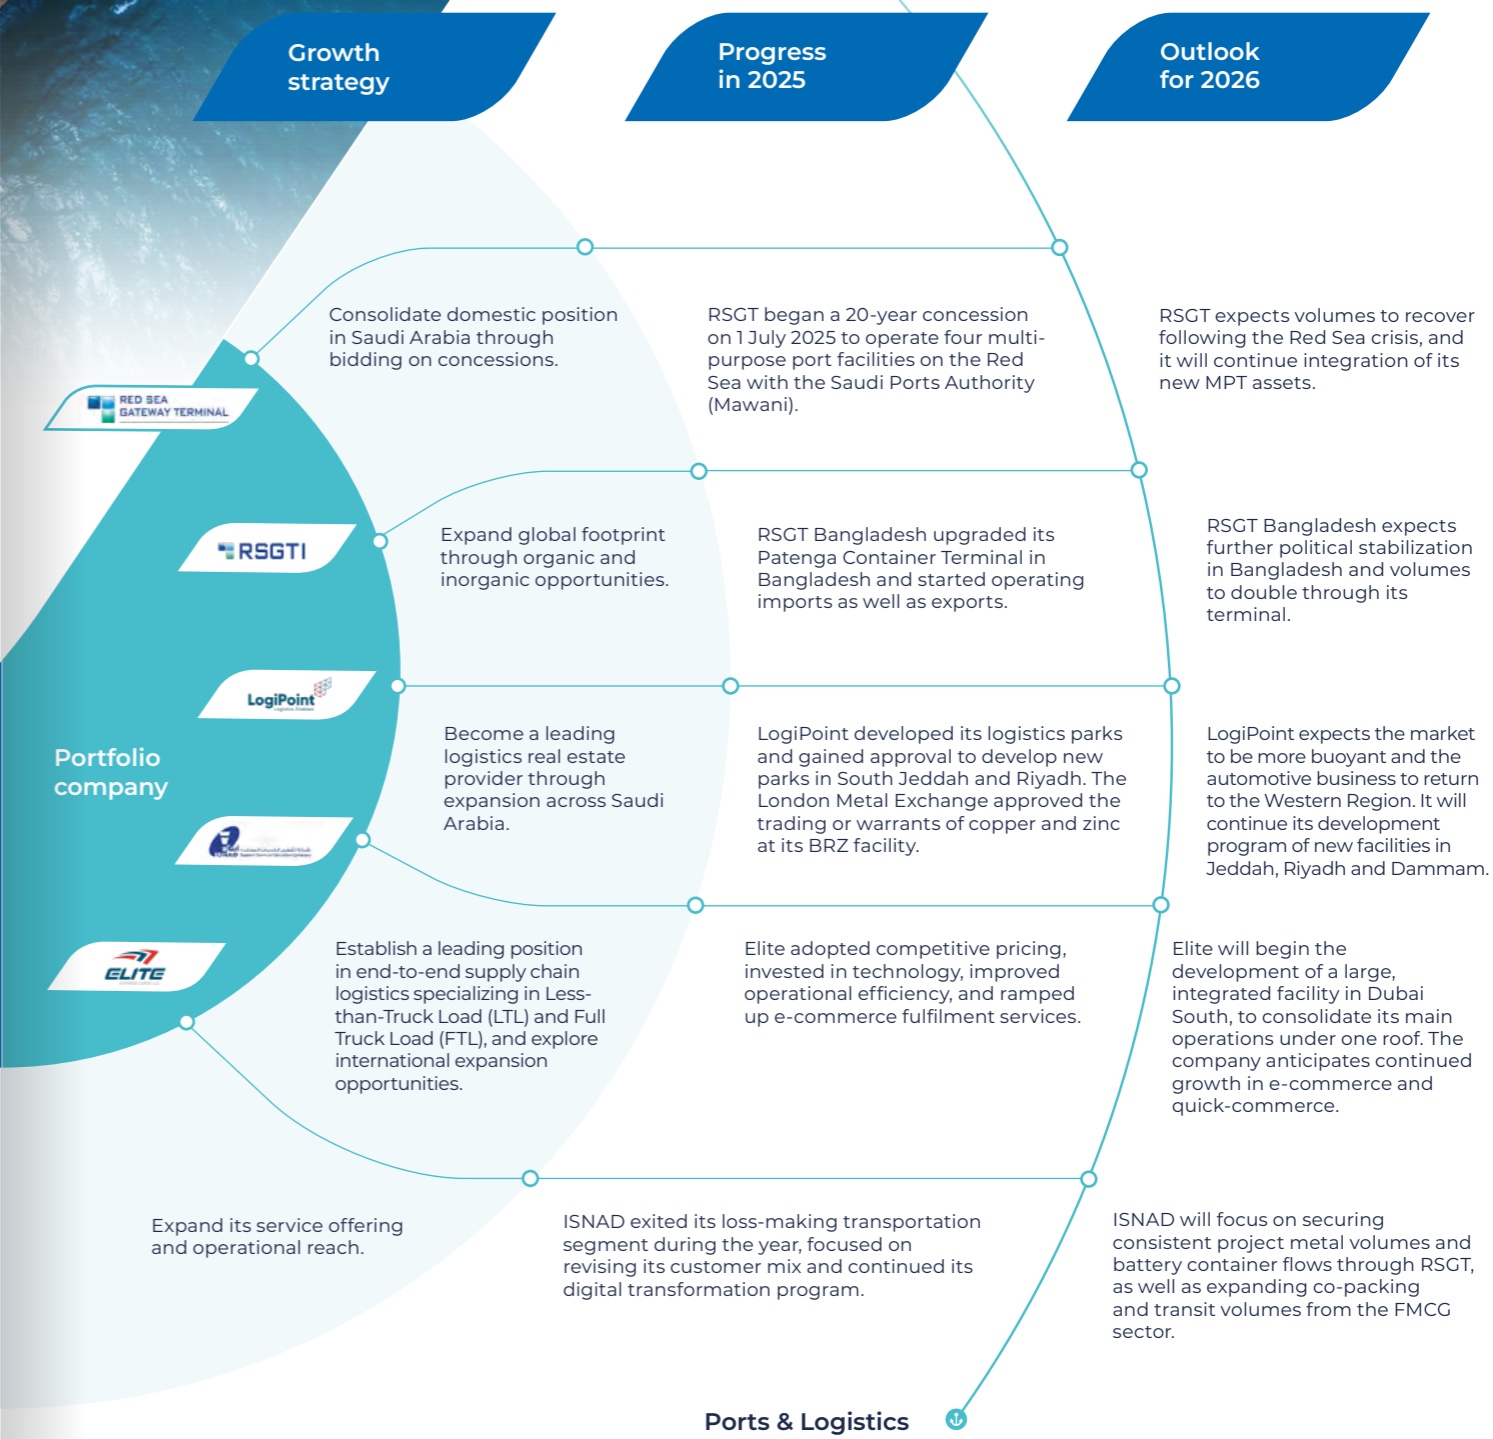 Growth
strategy
Progress
in 2025
Outlook
for 2026
RED SEA
GATEWAY TERMINAL
Consolidate domestic position
in Saudi Arabia through
bidding on concessions.
RSGT began a 20-year concession
on 1 July 2025 to operate four multi-
purpose port facilities on the Red
Sea with the Saudi Ports Authority
(Mawani).
RSGT expects volumes to recover
following the Red Sea crisis, and
it will continue integration of its
new MPT assets.
RSGTI
Expand global footprint
through organic and
inorganic opportunities.
RSGT Bangladesh upgraded its
Patenga Container Terminal in
Bangladesh and started operating
imports as well as exports.
RSGT Bangladesh expects
further political stabilization
in Bangladesh and volumes
to double through its
terminal.
LogiPoint
Become a leading
logistics real estate
provider through
expansion across Saudi
Arabia.
LogiPoint developed its logistics parks
and gained approval to develop new
parks in South Jeddah and Riyadh. The
London Metal Exchange approved the
trading or warrants of copper and zinc
at its BRZ facility.
LogiPoint expects the market
to be more buoyant and the
automotive business to return
to the Western Region. It will
continue its development
program of new facilities in
Jeddah, Riyadh and Dammam.
Portfolio
company
ELITE
Establish a leading position
in end-to-end supply chain
logistics specializing in Less-
than-Truck Load (LTL) and Full
Truck Load (FTL), and explore
international expansion
opportunities.
Elite adopted competitive pricing,
invested in technology, improved
operational efficiency, and ramped
up e-commerce fulfilment services.
Elite will begin the
development of a large,
integrated facility in Dubai
South, to consolidate its main
operations under one roof. The
company anticipates continued
growth in e-commerce and
quick-commerce.
Expand its service offering
and operational reach.
ISNAD exited its loss-making transportation
segment during the year, focused on
revising its customer mix and continued its
digital transformation program.
ISNAD will focus on securing
consistent project metal volumes and
battery container flows through RSGT,
as well as expanding co-packing
and transit volumes from the FMCG
sector.
Ports & Logistics